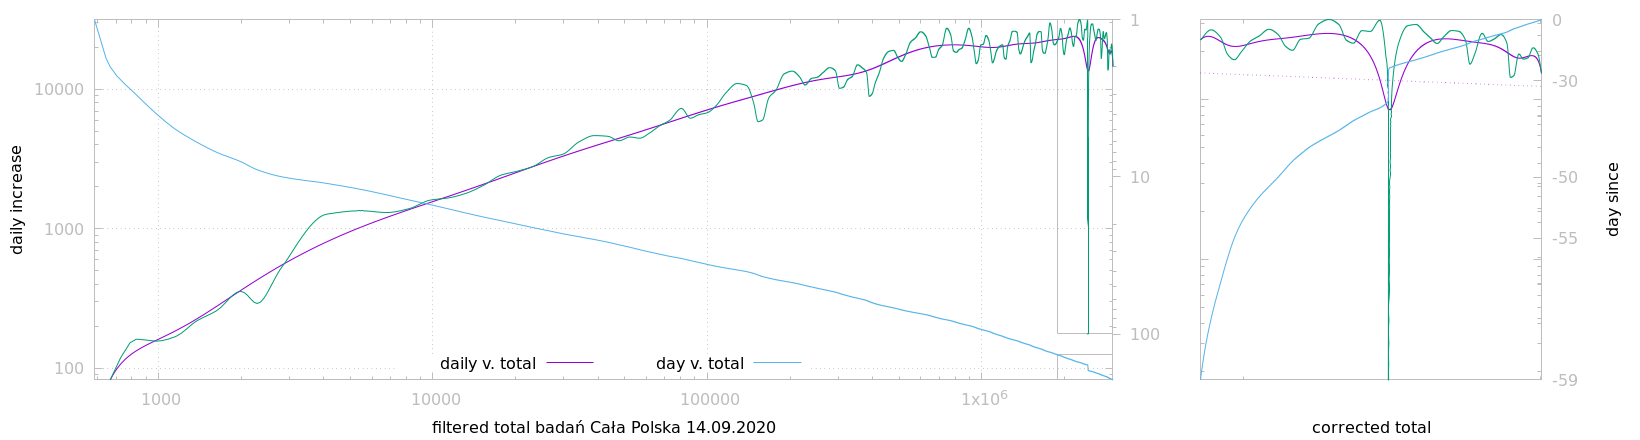 daily increase
10000
1000
100
1000
10000
100000
1x10⁶
1
10
100
daily v. total
day v. total
filtered total badań Cała Polska 14.09.2020
0
-30
-50
-55
-59
day since
corrected total